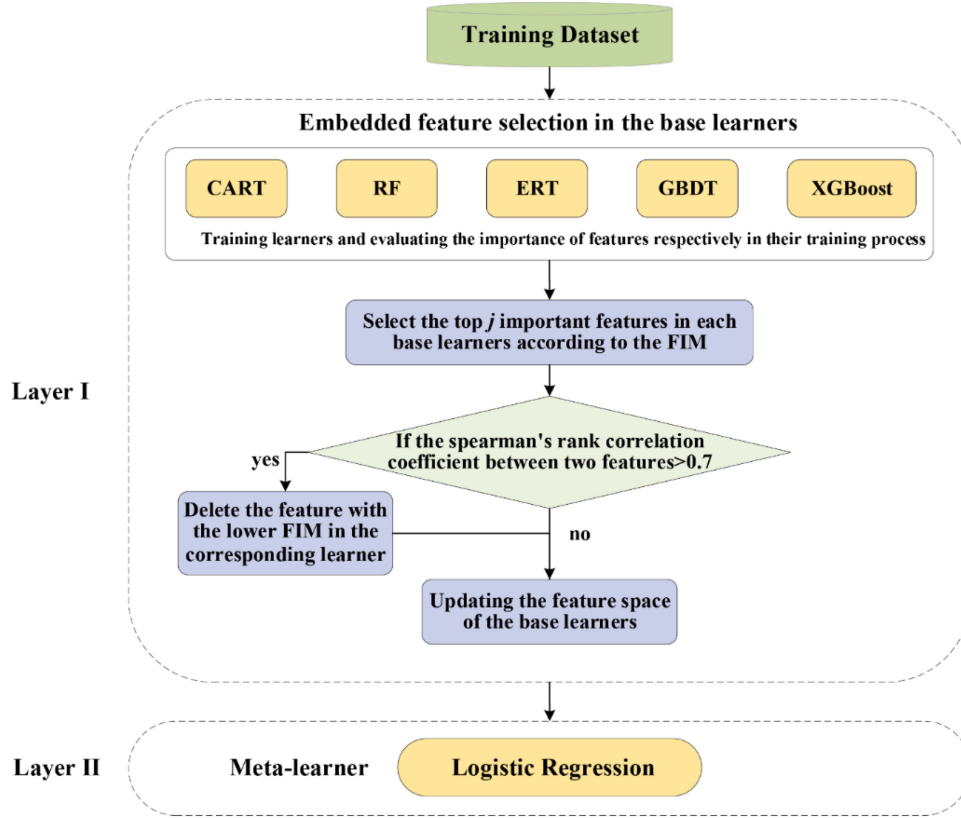 Training Dataset
Embedded feature selection in the base learners
CART
RF
ERT
GBDT
XGBoost
Training learners and evaluating the importance of features respectively in their training process
Select the top j important features in each
base learners according to the FIM
Layer I
If the spearman's rank correlation
coefficient between two features>0.7
yes
Delete the feature with
the lower FIM in the
corresponding learner
no
Updating the feature space
of the base learners
Layer II
Meta-learner
Logistic Regression